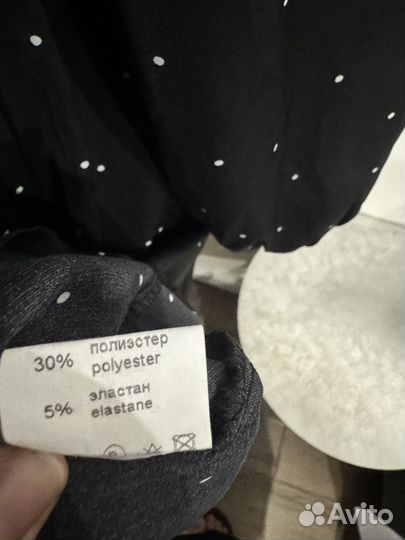 30% полиэстер
polyester
5% эластан
elastane
Avito